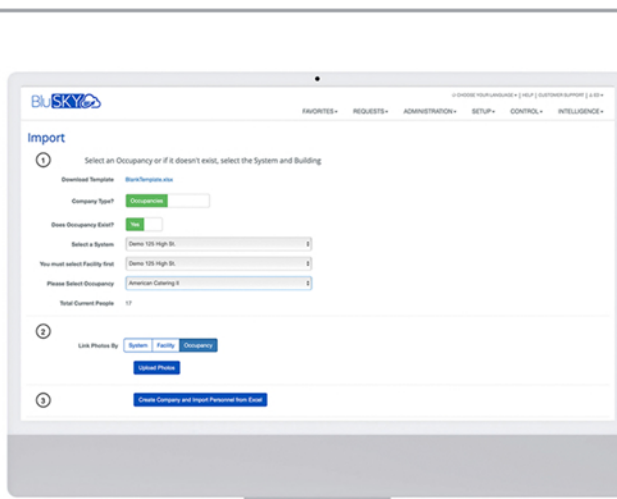 BluSKY
CHOOSE YOUR LANGUAGE | HELP | CUSTOMER SUPPORT |
FAVORITES REQUESTS ADMINISTRATION SETUP CONTROL INTELLIGENCE
Import
1 Select an Occupancy or if it doesn't exist, select the System and Building
Download Template BlankTemplate.xlsx
Company Type? Occupancies
Does Occupancy Exist? Yes
Select a System Demo 125 High St.
You must select Facility first Demo 125 High St.
Please Select Occupancy American Catering II
Total Current People 17
2
Link Photos By System Facility Occupancy
Upload Photos
3 Create Company and Import Personnel from Excel